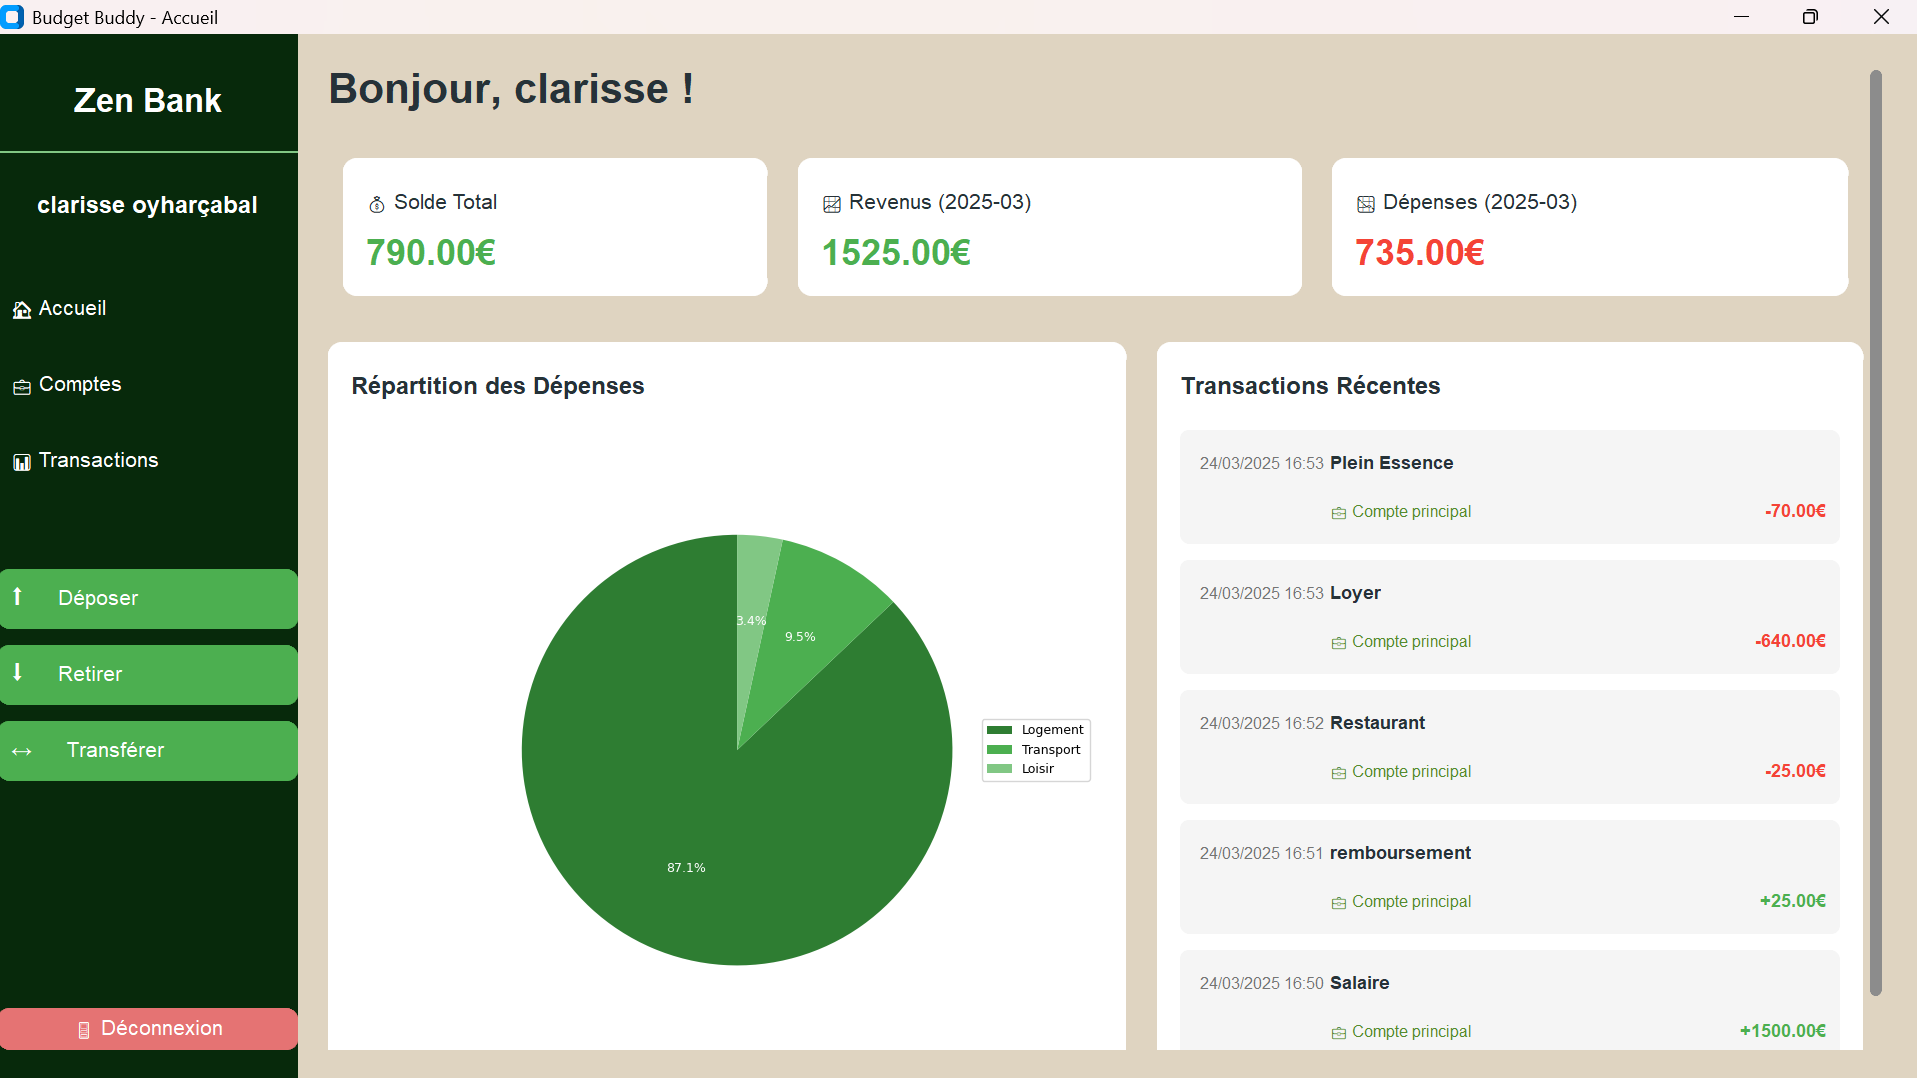 Budget Buddy - Accueil
Zen Bank
clarisse oyharçabal
Accueil
Comptes
Transactions
Déposer
Retirer
Transférer
Déconnexion
Bonjour, clarisse !
Solde Total
790.00€
Revenus (2025-03)
1525.00€
Dépenses (2025-03)
735.00€
Répartition des Dépenses
3.4%
9.5%
87.1%
Logement
Transport
Loisir
Transactions Récentes
24/03/2025 16:53 Plein Essence
Compte principal -70.00€
24/03/2025 16:53 Loyer
Compte principal -640.00€
24/03/2025 16:52 Restaurant
Compte principal -25.00€
24/03/2025 16:51 remboursement
Compte principal +25.00€
24/03/2025 16:50 Salaire
Compte principal +1500.00€